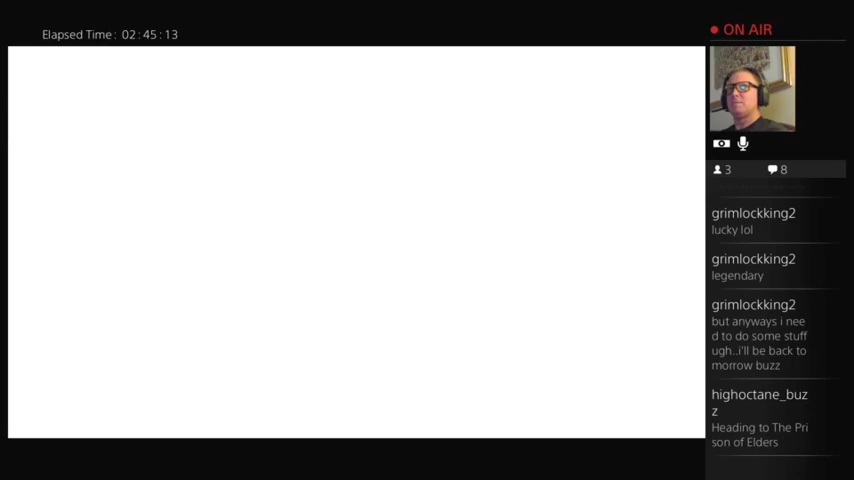 Elapsed Time: 02:45:13
ON AIR
3
8
grimlockking2
lucky lol
grimlockking2
legendary
grimlockking2
but anyways i nee
d to do some stuff
ugh..i'll be back to
morrow buzz
highoctane_buz
z
Heading to The Pri
son of Elders